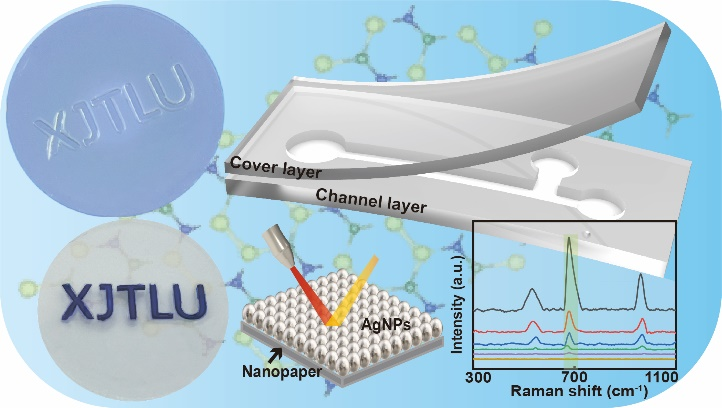 XJTLU
Cover layer
Channel layer
XJTLU
AgNPs
Nanopaper
Intensity (a.u.)
300 700 1100
Raman shift (cm⁻¹)